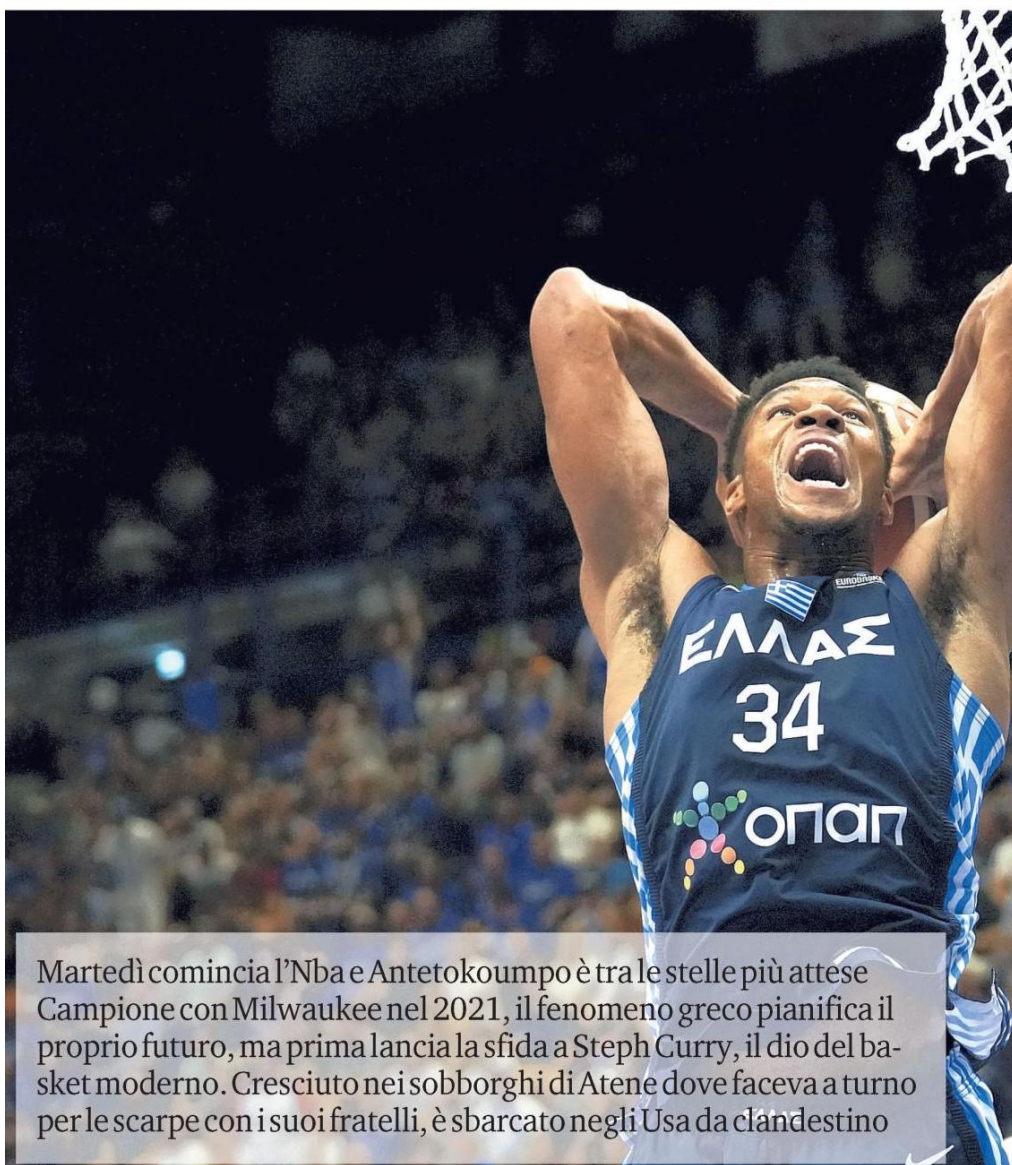 EUROBASKET
ΕΛΛΑΣ
34
οπαπ
Martedì comincia l’Nba e Antetokoumpo è tra le stelle più attese
Campione con Milwaukee nel 2021, il fenomeno greco pianifica il
proprio futuro, ma prima lancia la sfida a Steph Curry, il dio del ba-
sket moderno. Cresciuto nei sobborghi di Atene dove faceva a turno
per le scarpe con i suoi fratelli, è sbarcato negli Usa da clandestino